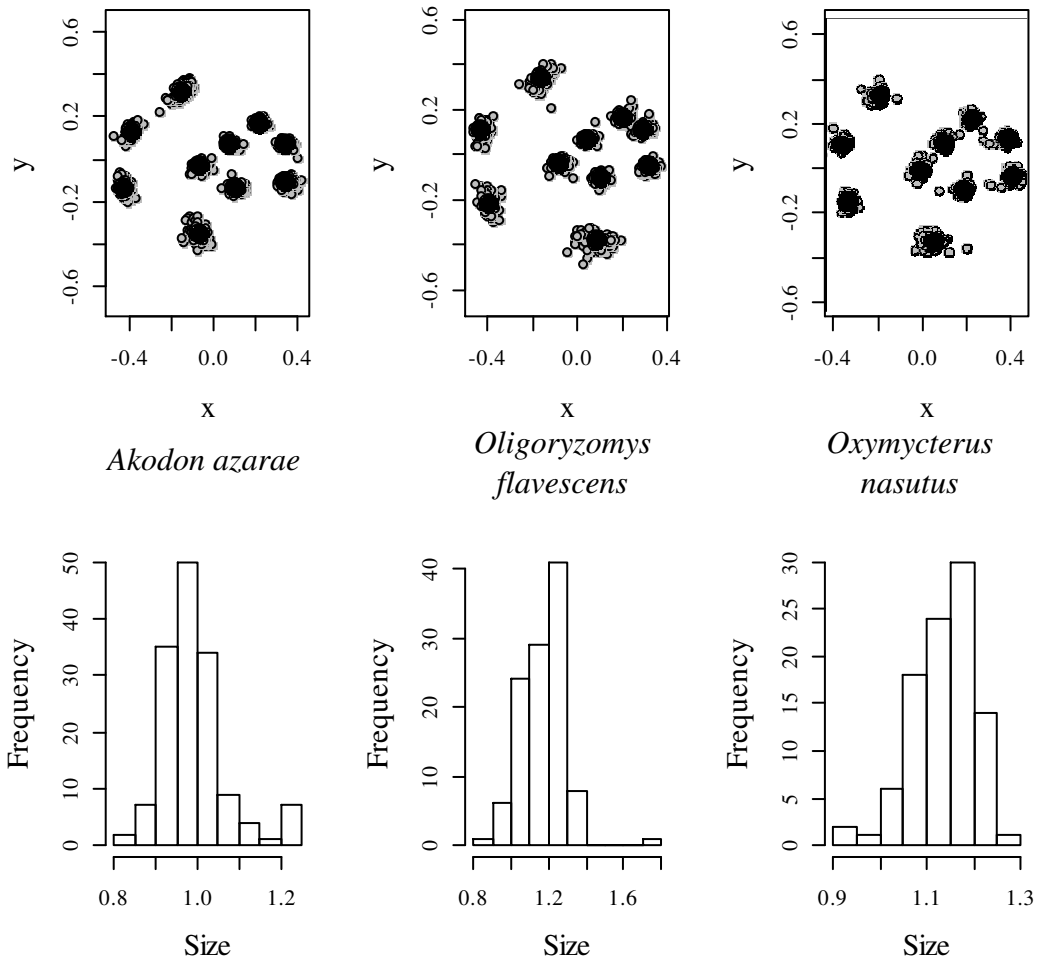 y
0.6
0.2
-0.2
-0.6
-0.4 0.0 0.4
x
Akodon azarae
y
0.6
0.2
-0.2
-0.6
-0.4 0.0 0.4
x
Oligoryzomys
flavescens
y
0.6
0.2
-0.2
-0.6
-0.4 0.0 0.4
x
Oxymycterus
nasutus
Frequency
50
40
30
20
10
0
0.8 1.0 1.2
Size
Frequency
40
30
20
10
0
0.8 1.2 1.6
Size
Frequency
30
25
20
15
10
5
0
0.9 1.1 1.3
Size